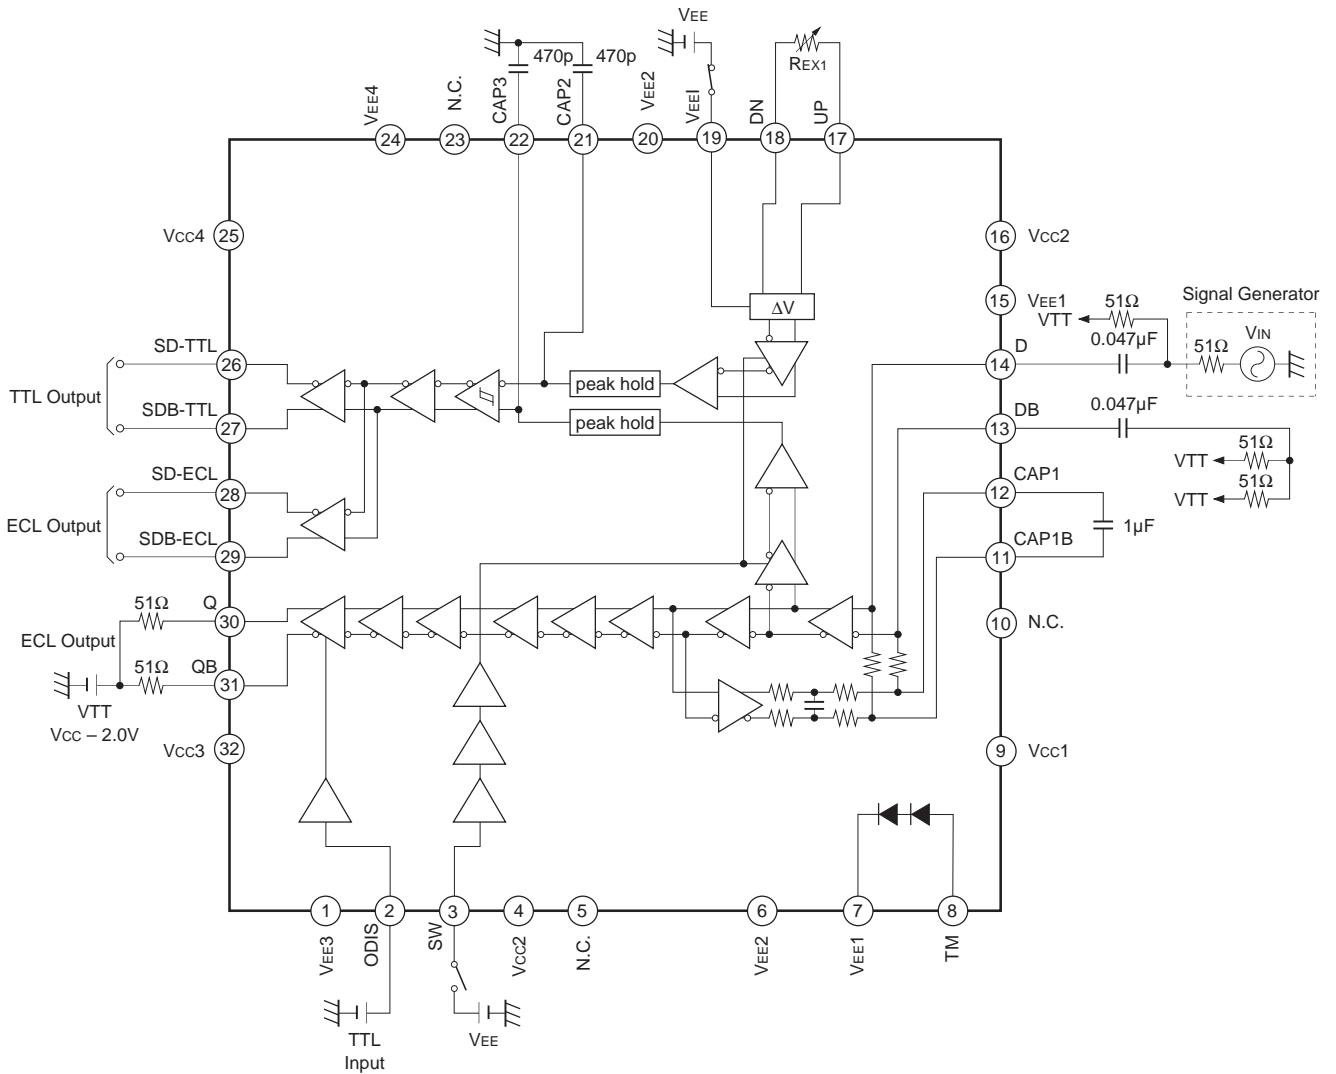 VEE
470p
470p
REX1
VEE4
N.C.
CAP3
CAP2
VEE2
VEEI
DN
UP
24
23
22
21
20
19
18
17
VCC4
25
16
VCC2
15
VEE1
51Ω
Signal Generator
VTT
ΔV
SD-TTL
26
D
14
0.047μF
51Ω
VIN
TTL Output
peak hold
SDB-TTL
27
peak hold
DB
13
0.047μF
51Ω
VTT
51Ω
VTT
SD-ECL
28
CAP1
12
ECL Output
1μF
SDB-ECL
29
CAP1B
11
51Ω
Q
30
10
N.C.
ECL Output
51Ω
QB
31
VTT
VCC – 2.0V
VCC3
32
9
VCC1
1
2
3
4
5
6
7
8
VEE3
ODIS
SW
VCC2
N.C.
VEE2
VEE1
TM
TTL
Input
VEE